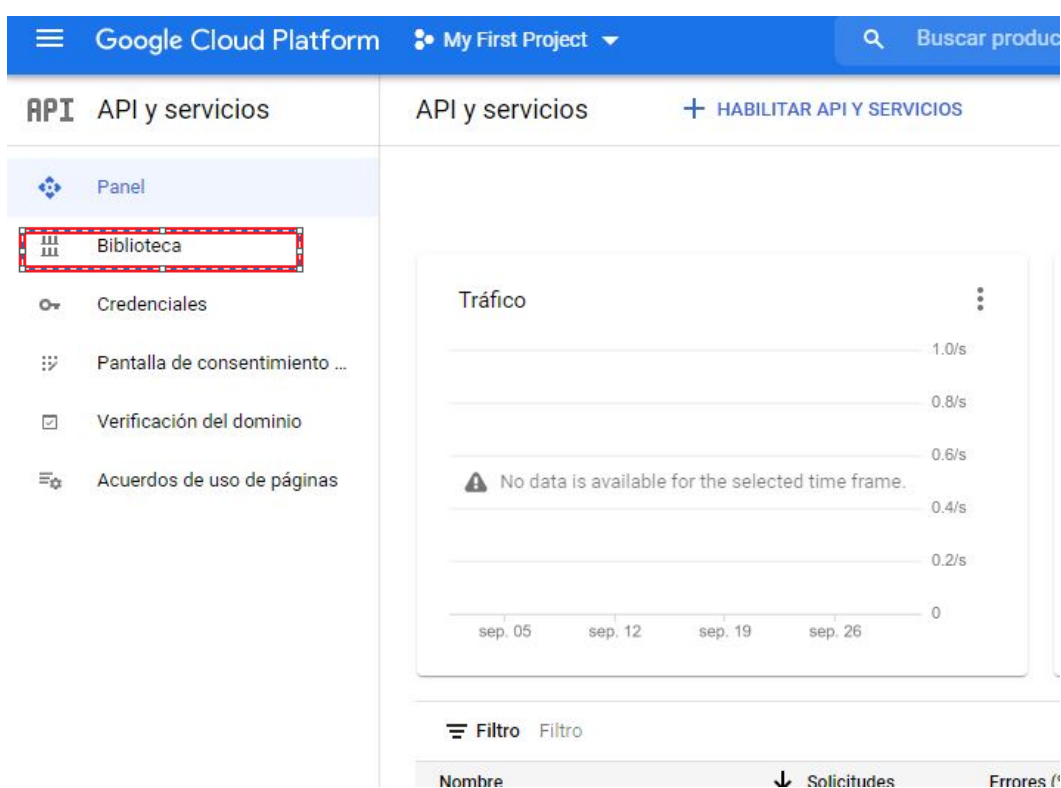 Google Cloud Platform My First Project Buscar
API API y servicios
API y servicios + HABILITAR API Y SERVICIOS
Panel
Biblioteca
Credenciales
Pantalla de consentimiento ...
Verificación del dominio
Acuerdos de uso de páginas
Tráfico
1.0/s
0.8/s
0.6/s
No data is available for the selected time frame.
0.4/s
0.2/s
0
sep. 05 sep. 12 sep. 19 sep. 26
Filtro Filtro
Nombre Solicitudes Errores (